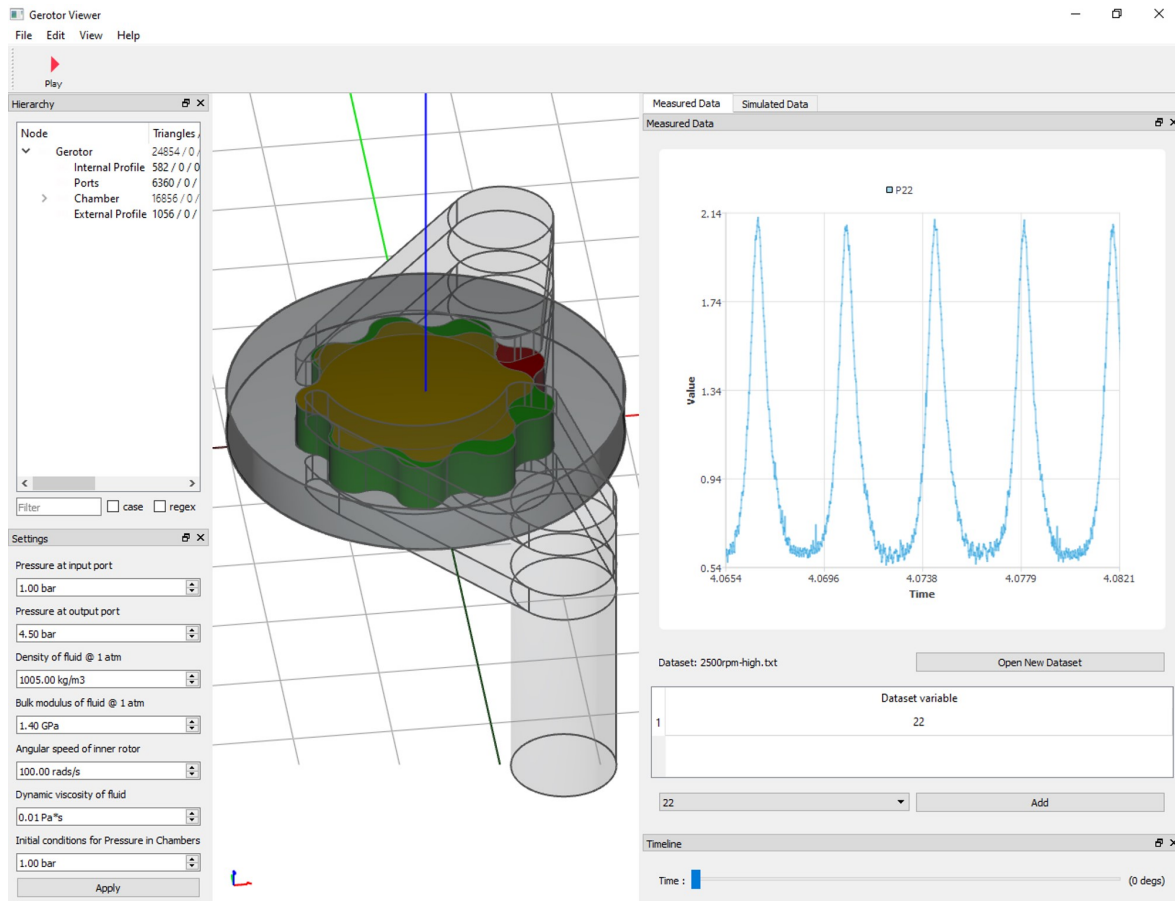 Gerotor Viewer
File Edit View Help
Play
Hierarchy
Node Triangles /
Gerotor 24854 / 0 /
Internal Profile 582 / 0 / 0
Ports 6360 / 0 /
Chamber 16856 / 0 /
External Profile 1056 / 0 /
Filter case regex
Settings
Pressure at input port
1.00 bar
Pressure at output port
4.50 bar
Density of fluid @ 1 atm
1005.00 kg/m3
Bulk modulus of fluid @ 1 atm
1.40 GPa
Angular speed of inner rotor
100.00 rads/s
Dynamic viscosity of fluid
0.01 Pa*s
Initial conditions for Pressure in Chambers
1.00 bar
Apply
Measured Data Simulated Data
Measured Data
P22
2.14
1.74
1.34
0.94
0.54
Value
4.0654 4.0696 4.0738 4.0779 4.0821
Time
Dataset: 2500rpm-high.txt Open New Dataset
Dataset variable
1 22
22 Add
Timeline
Time : (0 degs)